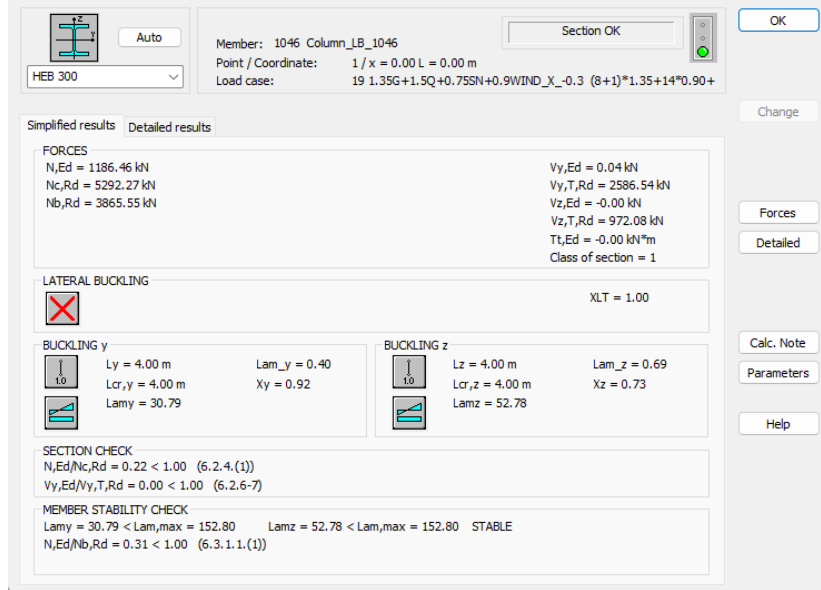 z
y
Auto
HEB 300
Member: 1046 Column_LB_1046
Section OK
Point / Coordinate: 1 / x = 0.00 L = 0.00 m
Load case: 19 1.35G+1.5Q+0.75SN+0.9WIND_X_-0.3 (8+1)*1.35+14*0.90+
OK
Change
Forces
Detailed
Calc. Note
Parameters
Help
Simplified results Detailed results
FORCES
N,Ed = 1186.46 kN
Nc,Rd = 5292.27 kN
Nb,Rd = 3865.55 kN
Vy,Ed = 0.04 kN
Vy,T,Rd = 2586.54 kN
Vz,Ed = -0.00 kN
Vz,T,Rd = 972.08 kN
Tt,Ed = -0.00 kN*m
Class of section = 1
LATERAL BUCKLING
XLT = 1.00
BUCKLING y
1.0
Ly = 4.00 m Lam_y = 0.40
Lcr,y = 4.00 m Xy = 0.92
Lamy = 30.79
BUCKLING z
1.0
Lz = 4.00 m Lam_z = 0.69
Lcr,z = 4.00 m Xz = 0.73
Lamz = 52.78
SECTION CHECK
N,Ed/Nc,Rd = 0.22 < 1.00 (6.2.4.(1))
Vy,Ed/Vy,T,Rd = 0.00 < 1.00 (6.2.6-7)
MEMBER STABILITY CHECK
Lamy = 30.79 < Lam,max = 152.80 Lamz = 52.78 < Lam,max = 152.80 STABLE
N,Ed/Nb,Rd = 0.31 < 1.00 (6.3.1.1.(1))